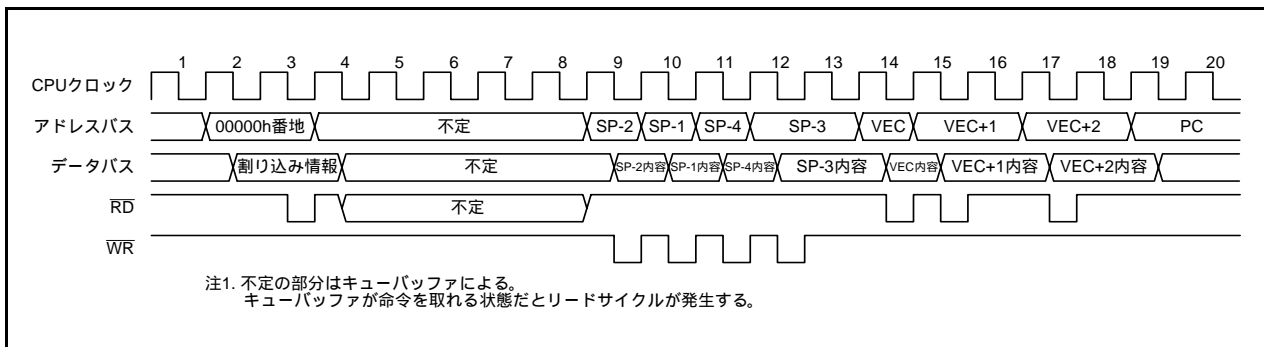 1 2 3 4 5 6 7 8 9 10 11 12 13 14 15 16 17 18 19 20
CPUクロック
アドレスバス 00000h番地 不定 SP-2 SP-1 SP-4 SP-3 VEC VEC+1 VEC+2 PC
データバス 割り込み情報 不定 SP-2内容 SP-1内容 SP-4内容 SP-3内容 VEC内容 VEC+1内容 VEC+2内容
RD 不定
WR
注1. 不定の部分はキューバッファによる。
キューバッファが命令を取れる状態だとリードサイクルが発生する。